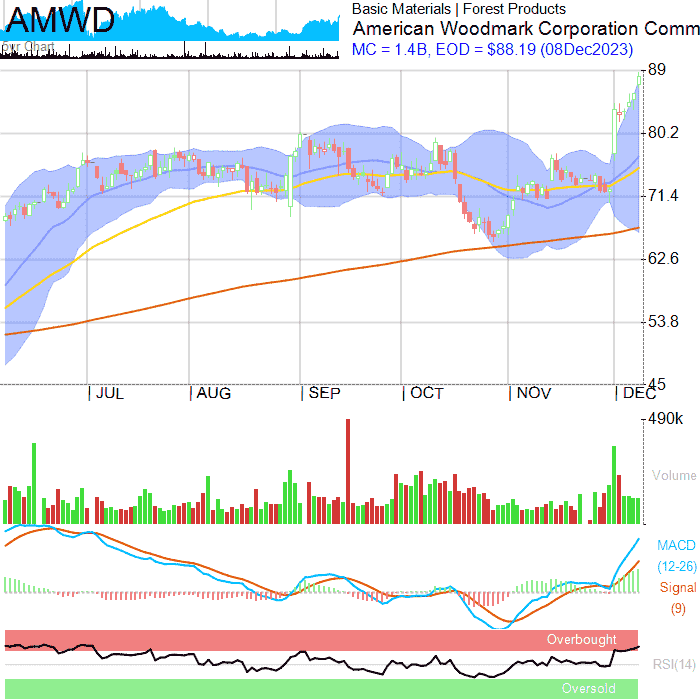 AMWD
5yr Chart
Basic Materials | Forest Products
American Woodmark Corporation Comm
MC = 1.4B, EOD = $88.19 (08Dec2023)
89
80.2
71.4
62.6
53.8
45
JUL AUG SEP OCT NOV DEC
490k
Volume
MACD
(12-26)
Signal
(9)
Overbought
RSI(14)
Oversold